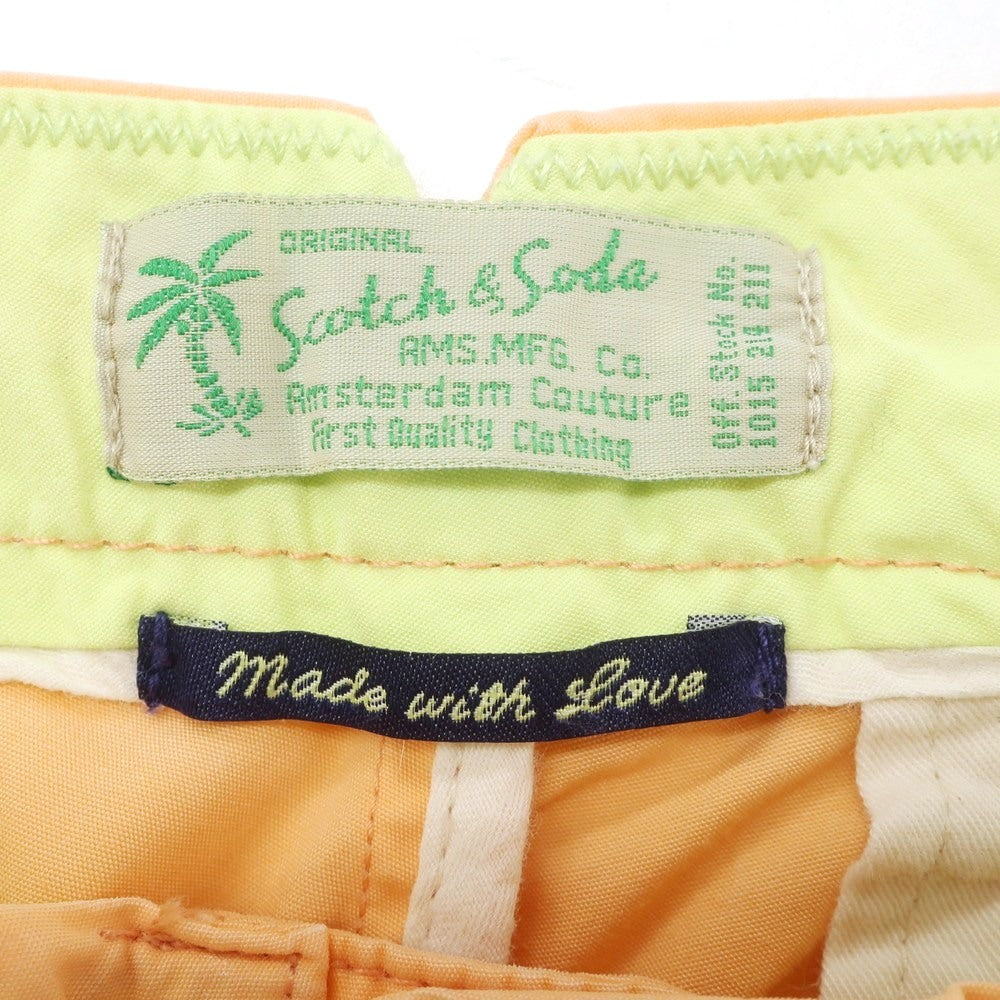 ORIGINAL
Scotch & Soda
AMS.MFG. Co.
Amsterdam Couture
First Quality Clothing
Off.Stock No.
1015 214 211
Made with Love